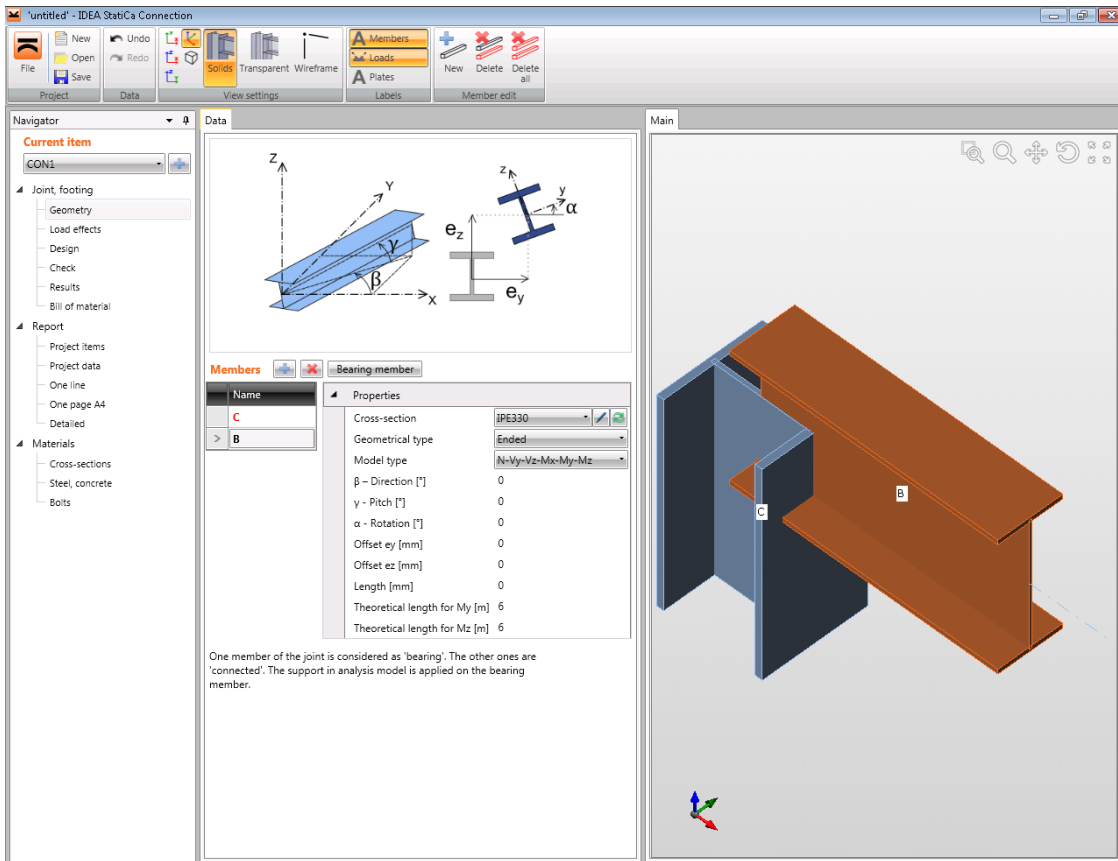 'untitled' - IDEA StatiCa Connection
File
New
Open
Save
Project
Undo
Redo
Data
Solids
Transparent
Wireframe
View settings
A Members
Loads
A Plates
Labels
New
Delete
Delete all
Member edit
Navigator
Current item
CON1
Joint, footing
Geometry
Load effects
Design
Check
Results
Bill of material
Report
Project items
Project data
One line
One page A4
Detailed
Materials
Cross-sections
Steel, concrete
Bolts
Data
Z
Y
X
γ
β
z
y
α
ez
ey
Members
Bearing member
Name
C
> B
Properties
Cross-section IPE330
Geometrical type Ended
Model type N-Vy-Vz-Mx-My-Mz
β – Direction [°] 0
γ - Pitch [°] 0
α - Rotation [°] 0
Offset ey [mm] 0
Offset ez [mm] 0
Length [mm] 0
Theoretical length for My [m] 6
Theoretical length for Mz [m] 6
One member of the joint is considered as 'bearing'. The other ones are
'connected'. The support in analysis model is applied on the bearing
member.
Main
B
C